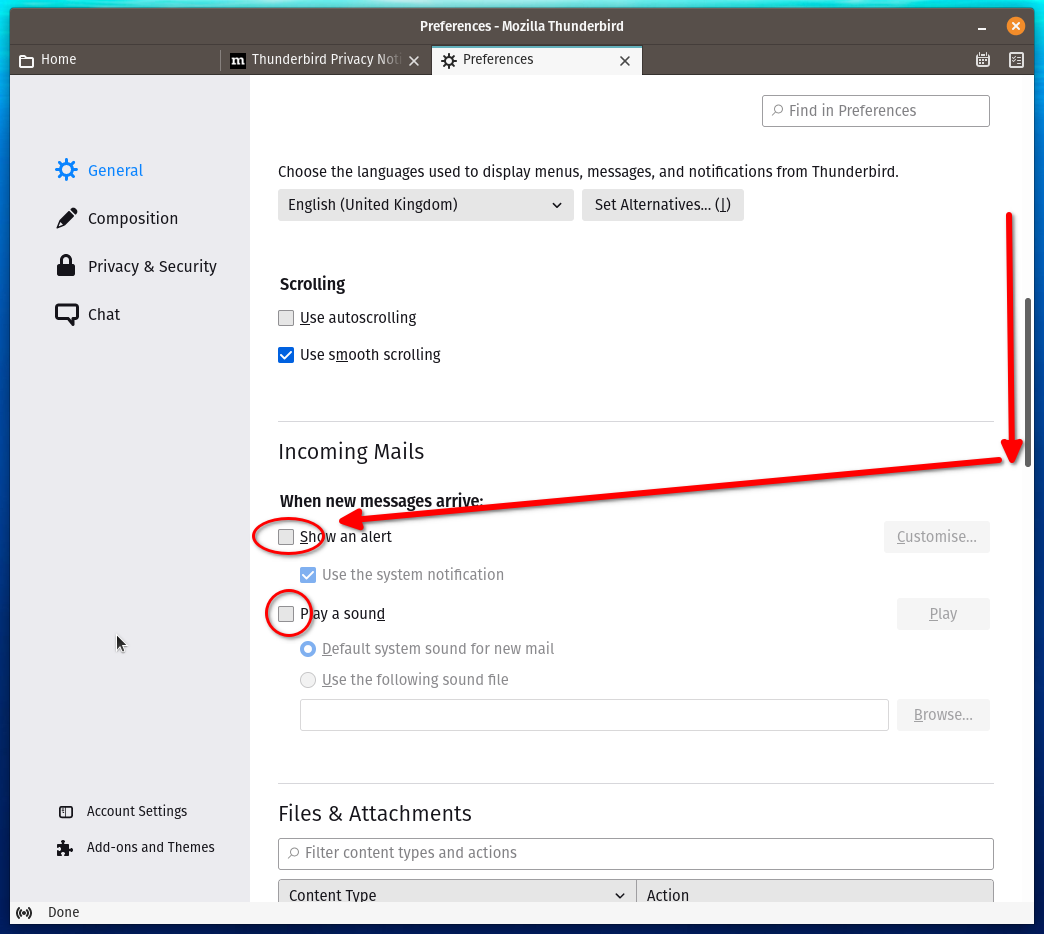 Preferences - Mozilla Thunderbird
Home
m Thunderbird Privacy Noti
Preferences
Find in Preferences
General
Composition
Privacy & Security
Chat
Account Settings
Add-ons and Themes
Choose the languages used to display menus, messages, and notifications from Thunderbird.
English (United Kingdom) Set Alternatives... (l)
Scrolling
Use autoscrolling
Use smooth scrolling
Incoming Mails
When new messages arrive:
Show an alert Customise...
Use the system notification
Play a sound Play
Default system sound for new mail
Use the following sound file
Browse...
Files & Attachments
Filter content types and actions
Content Type Action
Done